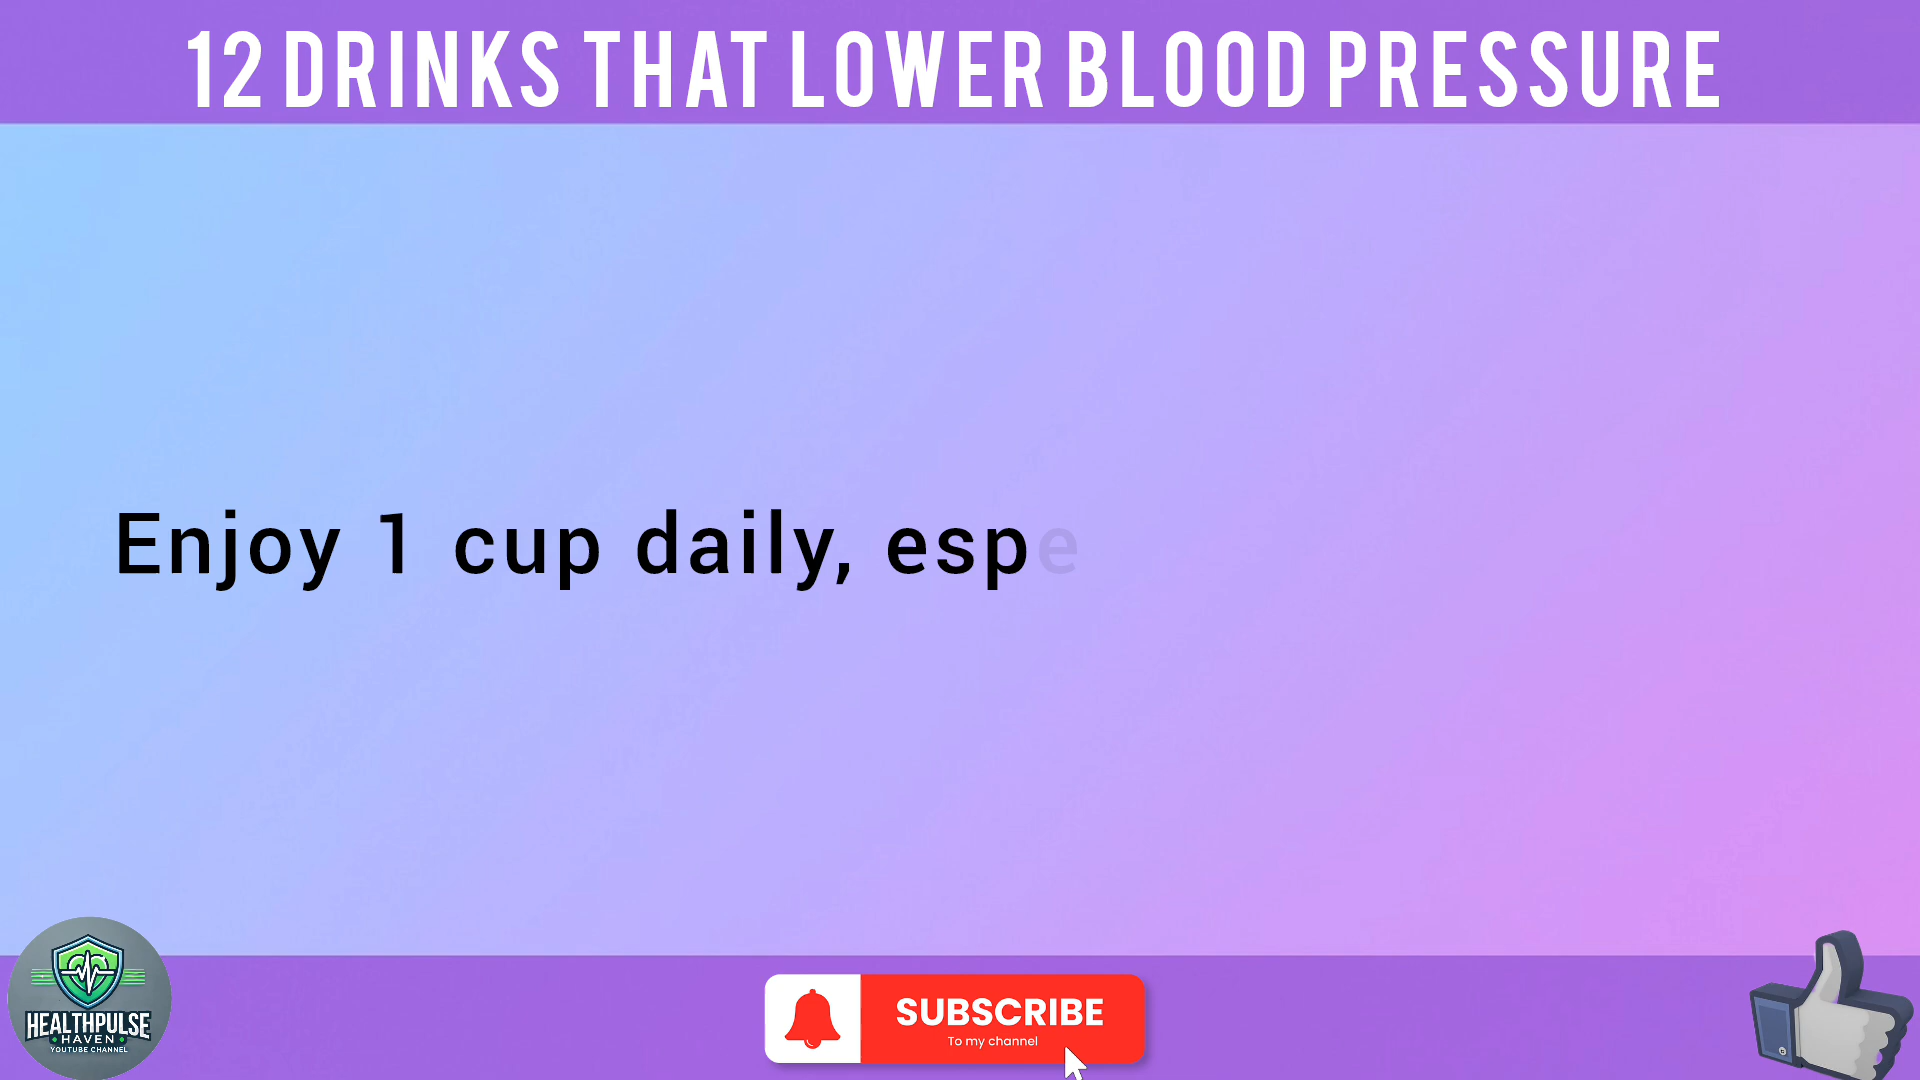 12 DRINKS THAT LOWER BLOOD PRESSURE
Enjoy 1 cup daily, espe
HEALTHPULSE
HAVEN
YOUTUBE CHANNEL
SUBSCRIBE
To my channel